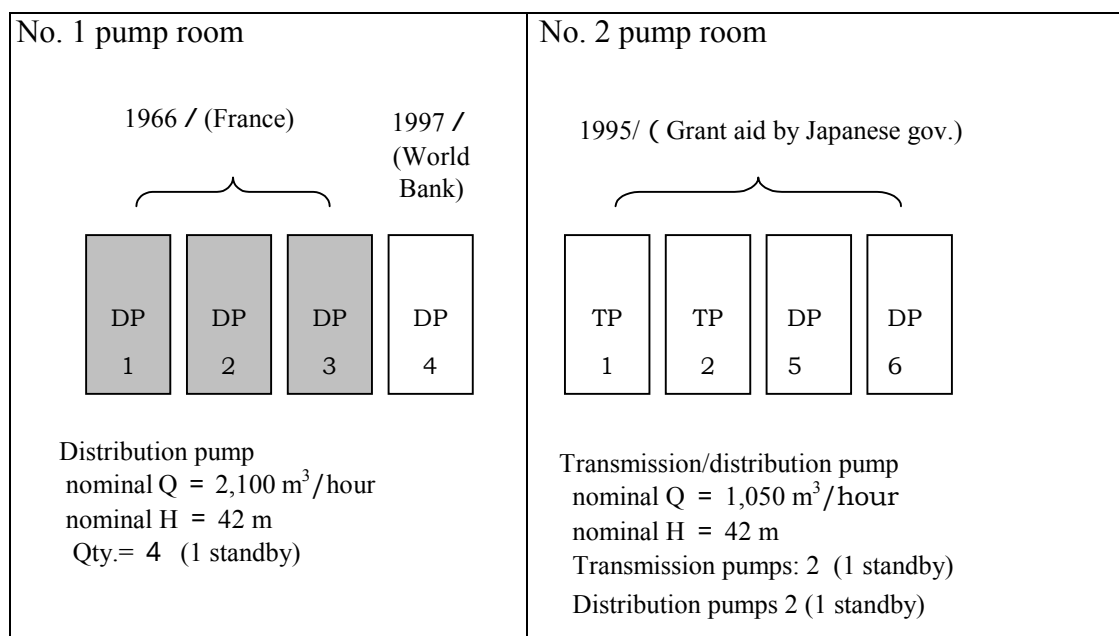 No. 1 pump room
1966 / (France)
1997 /
(World
Bank)
DP
1
DP
2
DP
3
DP
4
Distribution pump
nominal Q = 2,100 m³/hour
nominal H = 42 m
Qty.= 4 (1 standby)
No. 2 pump room
1995/ ( Grant aid by Japanese gov.)
TP
1
TP
2
DP
5
DP
6
Transmission/distribution pump
nominal Q = 1,050 m³/hour
nominal H = 42 m
Transmission pumps: 2 (1 standby)
Distribution pumps 2 (1 standby)